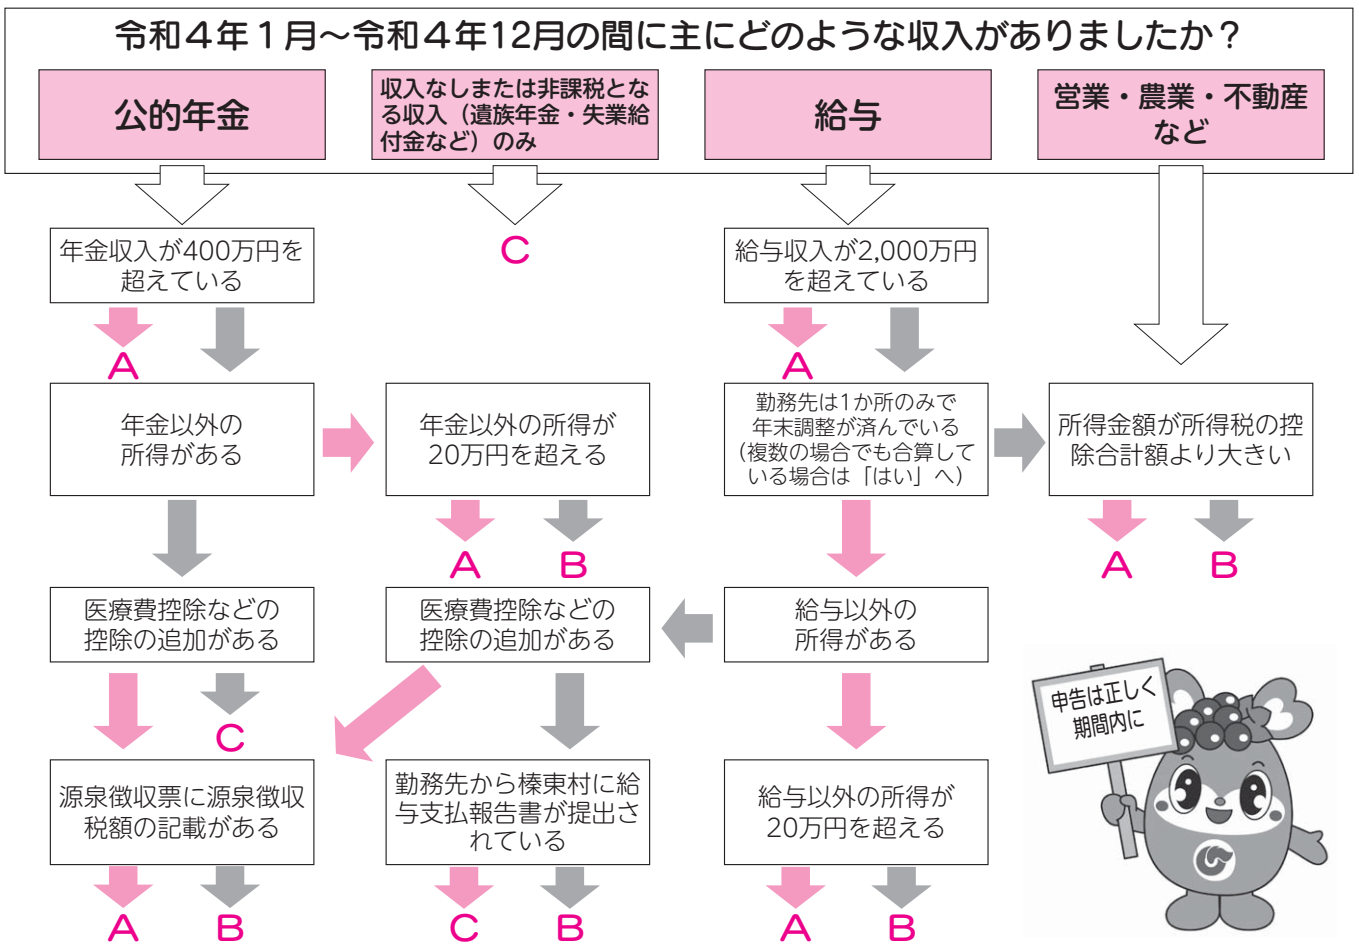 令和４年１月～令和４年12月の間に主にどのような収入がありましたか？
公的年金
収入なしまたは非課税とな
る収入（遺族年金・失業給
付金など）のみ
給与
営業・農業・不動産
など
年金収入が400万円を
超えている
C
給与収入が2,000万円
を超えている
A
A
年金以外の
所得がある
年金以外の所得が
20万円を超える
勤務先は1か所のみで
年末調整が済んでいる
（複数の場合でも合算して
いる場合は「はい」へ）
所得金額が所得税の控
除合計額より大きい
A
B
A
B
医療費控除などの
控除の追加がある
医療費控除などの
控除の追加がある
給与以外の
所得がある
C
申告は正しく
期間内に
源泉徴収票に源泉徴収
税額の記載がある
勤務先から榛東村に給
与支払報告書が提出さ
れている
給与以外の所得が
20万円を超える
A
B
C
B
A
B